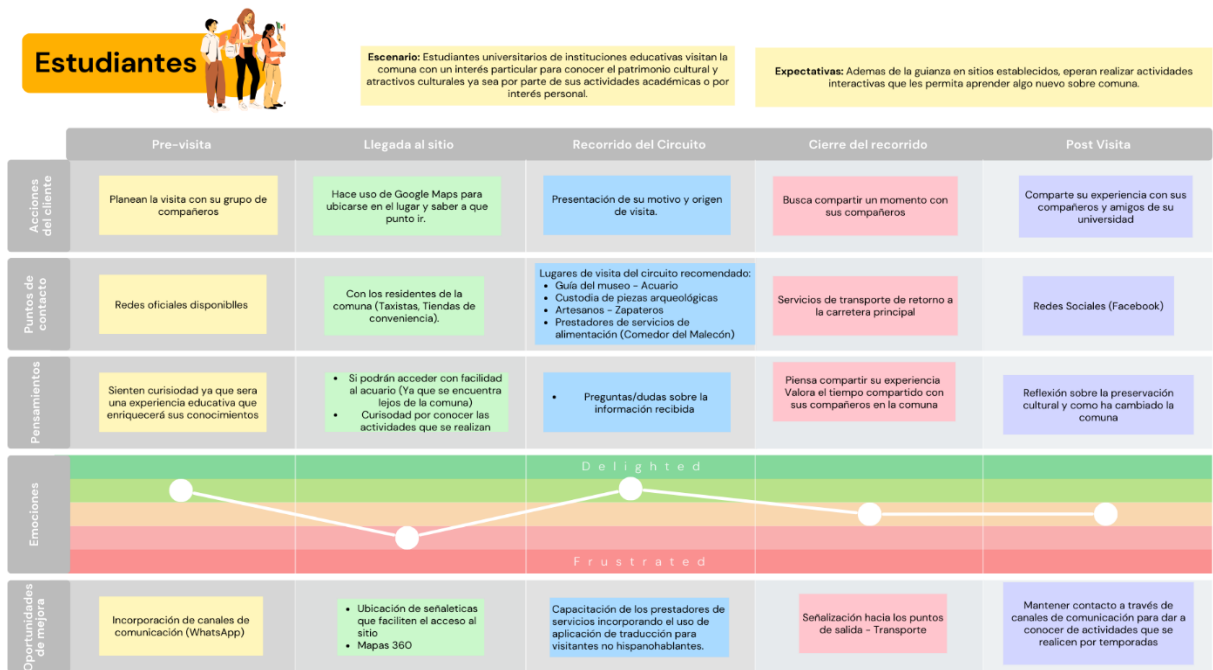 Estudiantes
Escenario: Estudiantes universitarios de instituciones educativas visitan la
comuna con un interés particular para conocer el patrimonio cultural y
atractivos culturales ya sea por parte de sus actividades académicas o por
interés personal.
Expectativas: Ademas de la guianza en sitios establecidos, eperan realizar actividades
interactivas que les permita aprender algo nuevo sobre comuna.
Pre-visita
Llegada al sitio
Recorrido del Circuito
Cierre del recorrido
Post Visita
Acciones
del cliente
Planean la visita con su grupo de
compañeros
Hace uso de Google Maps para
ubicarse en el lugar y saber a que
punto ir.
Presentación de su motivo y origen
de visita.
Busca compartir un momento con
sus compañeros
Comparte su experiencia con sus
compañeros y amigos de su
universidad
Puntos de
contacto
Redes oficiales disponiblles
Con los residentes de la
comuna (Taxistas, Tiendas de
conveniencia).
Lugares de visita del circuito recomendado:
• Guía del museo - Acuario
• Custodia de piezas arqueológicas
• Artesanos - Zapateros
• Prestadores de servicios de
alimentación (Comedor del Malecón)
Servicios de transporte de retorno a
la carretera principal
Redes Sociales (Facebook)
Pensamientos
Sienten curisiodad ya que sera
una experiencia educativa que
enriquecerá sus conocimientos
• Si podrán acceder con facilidad
al acuario (Ya que se encuentra
lejos de la comuna)
• Curisodad por conocer las
actividades que se realizan
• Preguntas/dudas sobre la
información recibida
Piensa compartir su experiencia
Valora el tiempo compartido con
sus compañeros en la comuna
Reflexión sobre la preservación
cultural y como ha cambiado la
comuna
Emociones
Delighted
Frustrated
Oportunidades
de mejora
Incorporación de canales de
comunicación (WhatsApp)
• Ubicación de señaleticas
que faciliten el acceso al
sitio
• Mapas 360
Capacitación de los prestadores de
servicios incorporando el uso de
aplicación de traducción para
visitantes no hispanohablantes.
Señalización hacia los puntos
de salida - Transporte
Mantener contacto a través de
canales de comunicación para dar a
conocer de actividades que se
realicen por temporadas